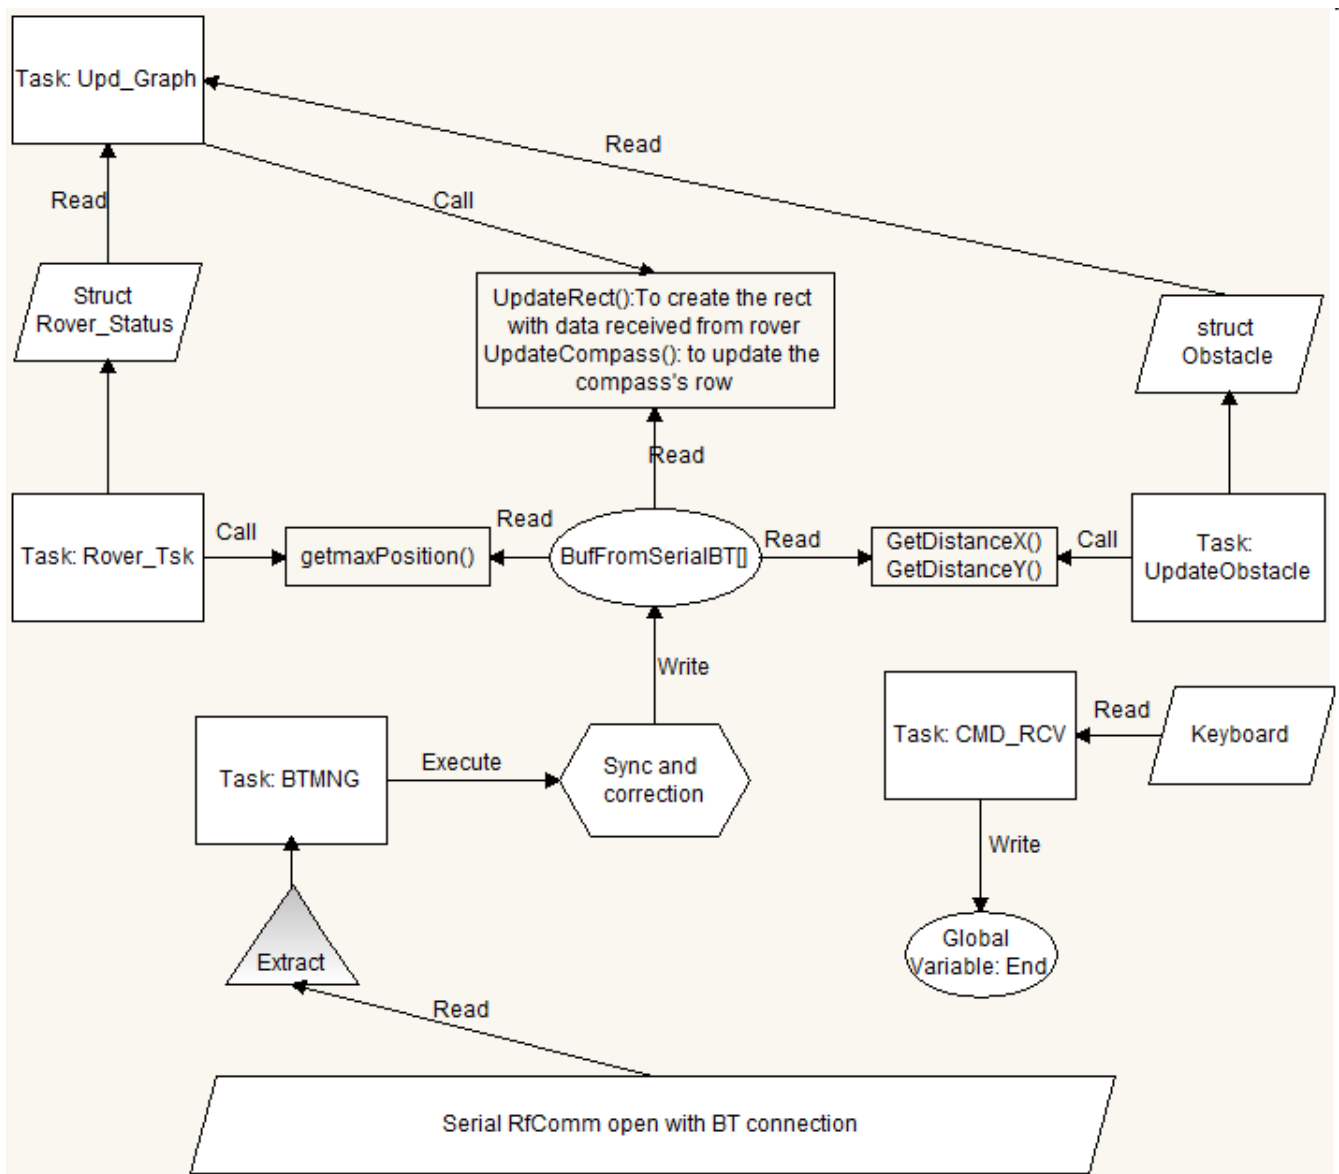 Task: Upd_Graph
Read
Read
Call
Struct
Rover_Status
UpdateRect():To create the rect
with data received from rover
UpdateCompass(): to update the
compass's row
struct
Obstacle
Read
Task: Rover_Tsk
Call
getmaxPosition()
Read
BufFromSerialBT[]
Read
GetDistanceX()
GetDistanceY()
Call
Task:
UpdateObstacle
Write
Task: BTMNG
Execute
Sync and
correction
Task: CMD_RCV
Read
Keyboard
Write
Extract
Global
Variable: End
Read
Serial RfComm open with BT connection